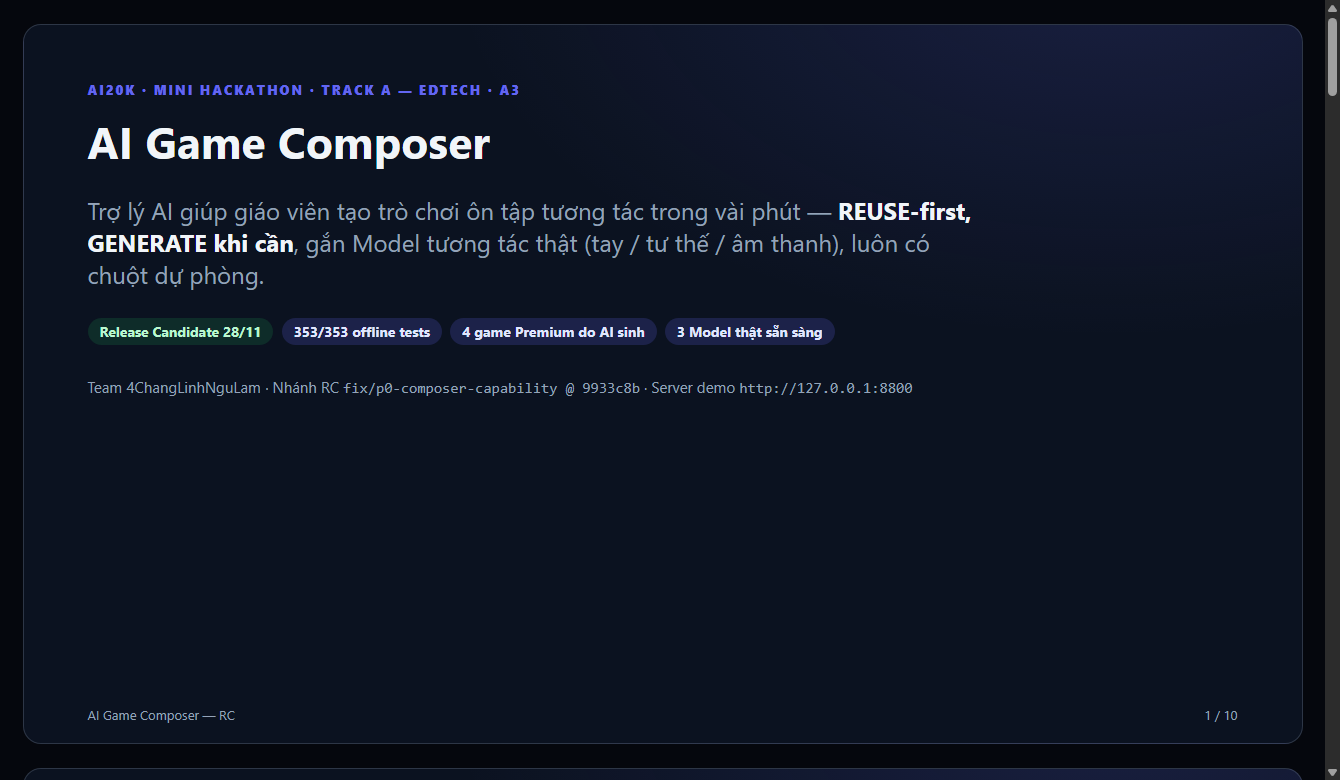 AI20K · MINI HACKATHON · TRACK A — EDTECH · A3
AI Game Composer
Trợ lý AI giúp giáo viên tạo trò chơi ôn tập tương tác trong vài phút — REUSE-first,
GENERATE khi cần, gắn Model tương tác thật (tay / tư thế / âm thanh), luôn có
chuột dự phòng.
Release Candidate 28/11 353/353 offline tests 4 game Premium do AI sinh 3 Model thật sẵn sàng
Team 4ChangLinhNguLam · Nhánh RC fix/p0-composer-capability @ 9933c8b · Server demo http://127.0.0.1:8800
AI Game Composer — RC 1 / 10